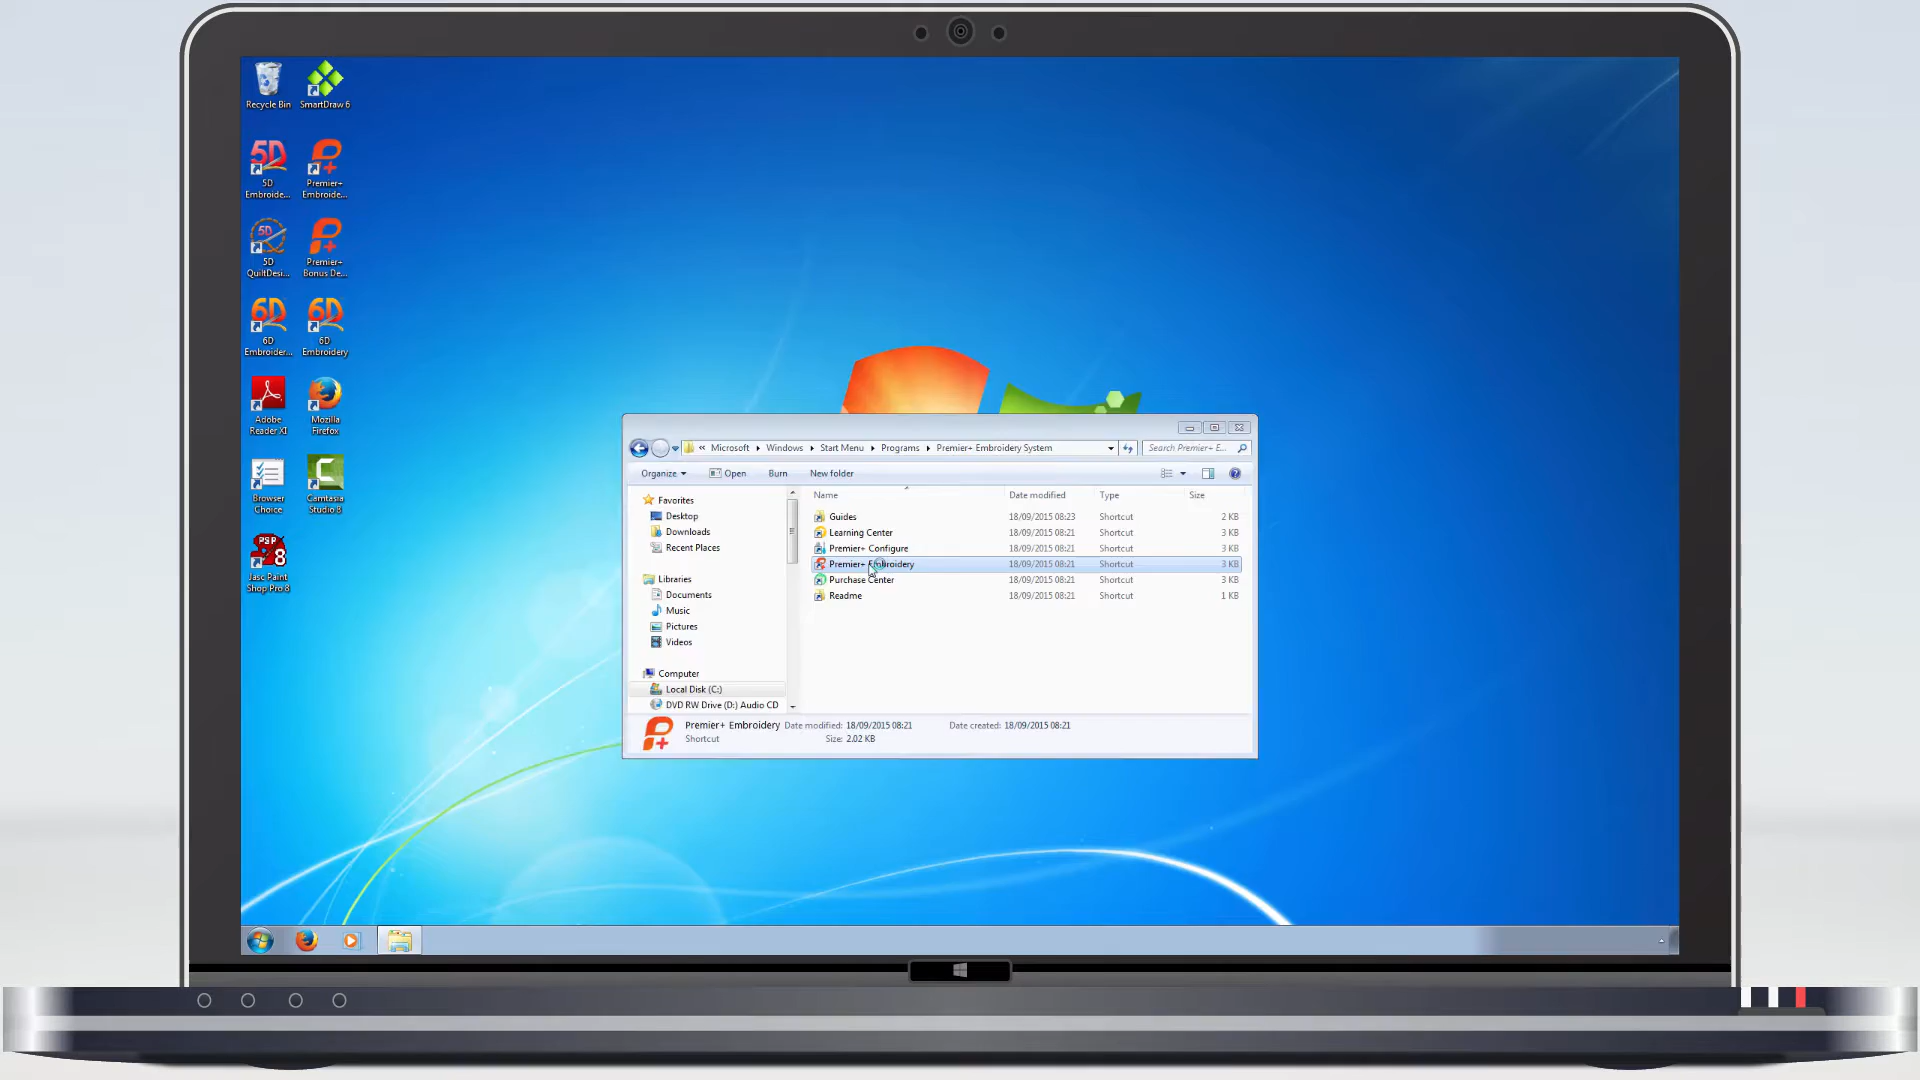 Recycle Bin
SmartDraw 6
5D
Embroide...
Premier+
Embroide...
5D
QuiltDesi...
Premier+
Bonus De...
6D
Embroider...
6D
Embroidery
Adobe
Reader XI
Mozilla
Firefox
Browser
Choice
Camtasia
Studio 8
Jasc Paint
Shop Pro 8
« Microsoft Windows Start Menu Programs Premier+ Embroidery System
Search Premier+ E...
Organize Open Burn New folder
Favorites
Desktop
Downloads
Recent Places
Libraries
Documents
Music
Pictures
Videos
Computer
Local Disk (C:)
DVD RW Drive (D:) Audio CD
Name Date modified Type Size
Guides 18/09/2015 08:23 Shortcut 2 KB
Learning Center 18/09/2015 08:21 Shortcut 3 KB
Premier+ Configure 18/09/2015 08:21 Shortcut 3 KB
Premier+ Embroidery 18/09/2015 08:21 Shortcut 3 KB
Purchase Center 18/09/2015 08:21 Shortcut 3 KB
Readme 18/09/2015 08:21 Shortcut 1 KB
Premier+ Embroidery Date modified: 18/09/2015 08:21 Date created: 18/09/2015 08:21
Shortcut Size: 2.02 KB